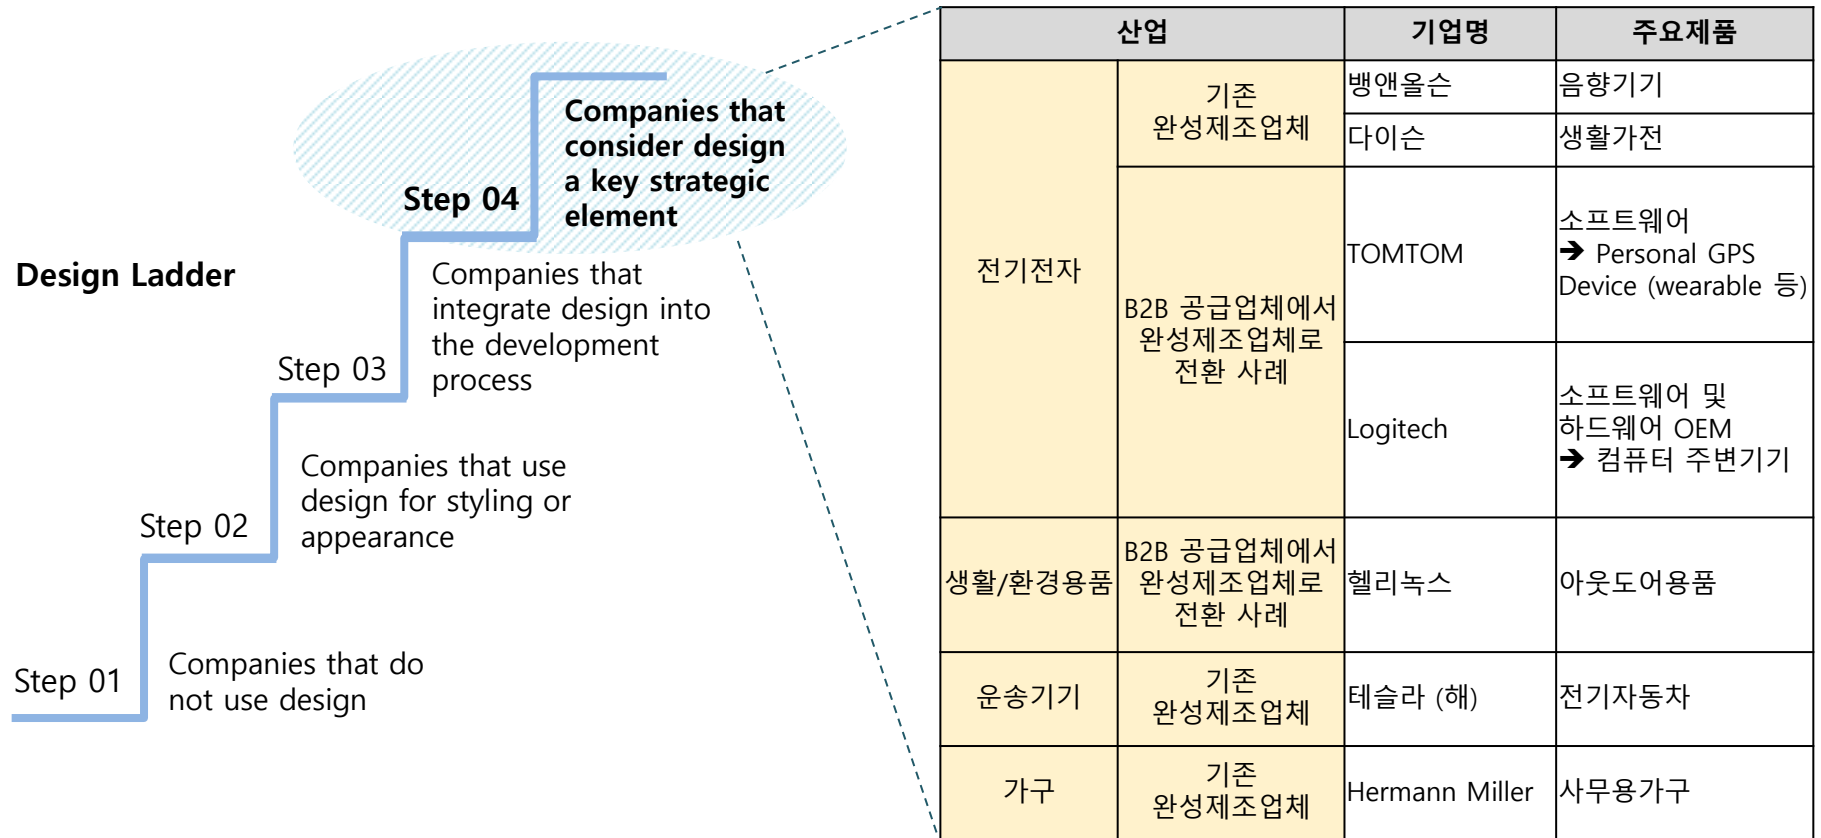 Design Ladder
Step 01
Companies that do
not use design
Step 02
Companies that use
design for styling or
appearance
Step 03
Companies that
integrate design into
the development
process
Step 04
Companies that
consider design
a key strategic
element
산업
기업명
주요제품
전기전자
기존
완성제조업체
뱅앤올슨
음향기기
다이슨
생활가전
B2B 공급업체에서
완성제조업체로
전환 사례
TOMTOM
소프트웨어
➔ Personal GPS
Device (wearable 등)
Logitech
소프트웨어 및
하드웨어 OEM
➔ 컴퓨터 주변기기
생활/환경용품
B2B 공급업체에서
완성제조업체로
전환 사례
헬리녹스
아웃도어용품
운송기기
기존
완성제조업체
테슬라 (해)
전기자동차
가구
기존
완성제조업체
Hermann Miller
사무용가구